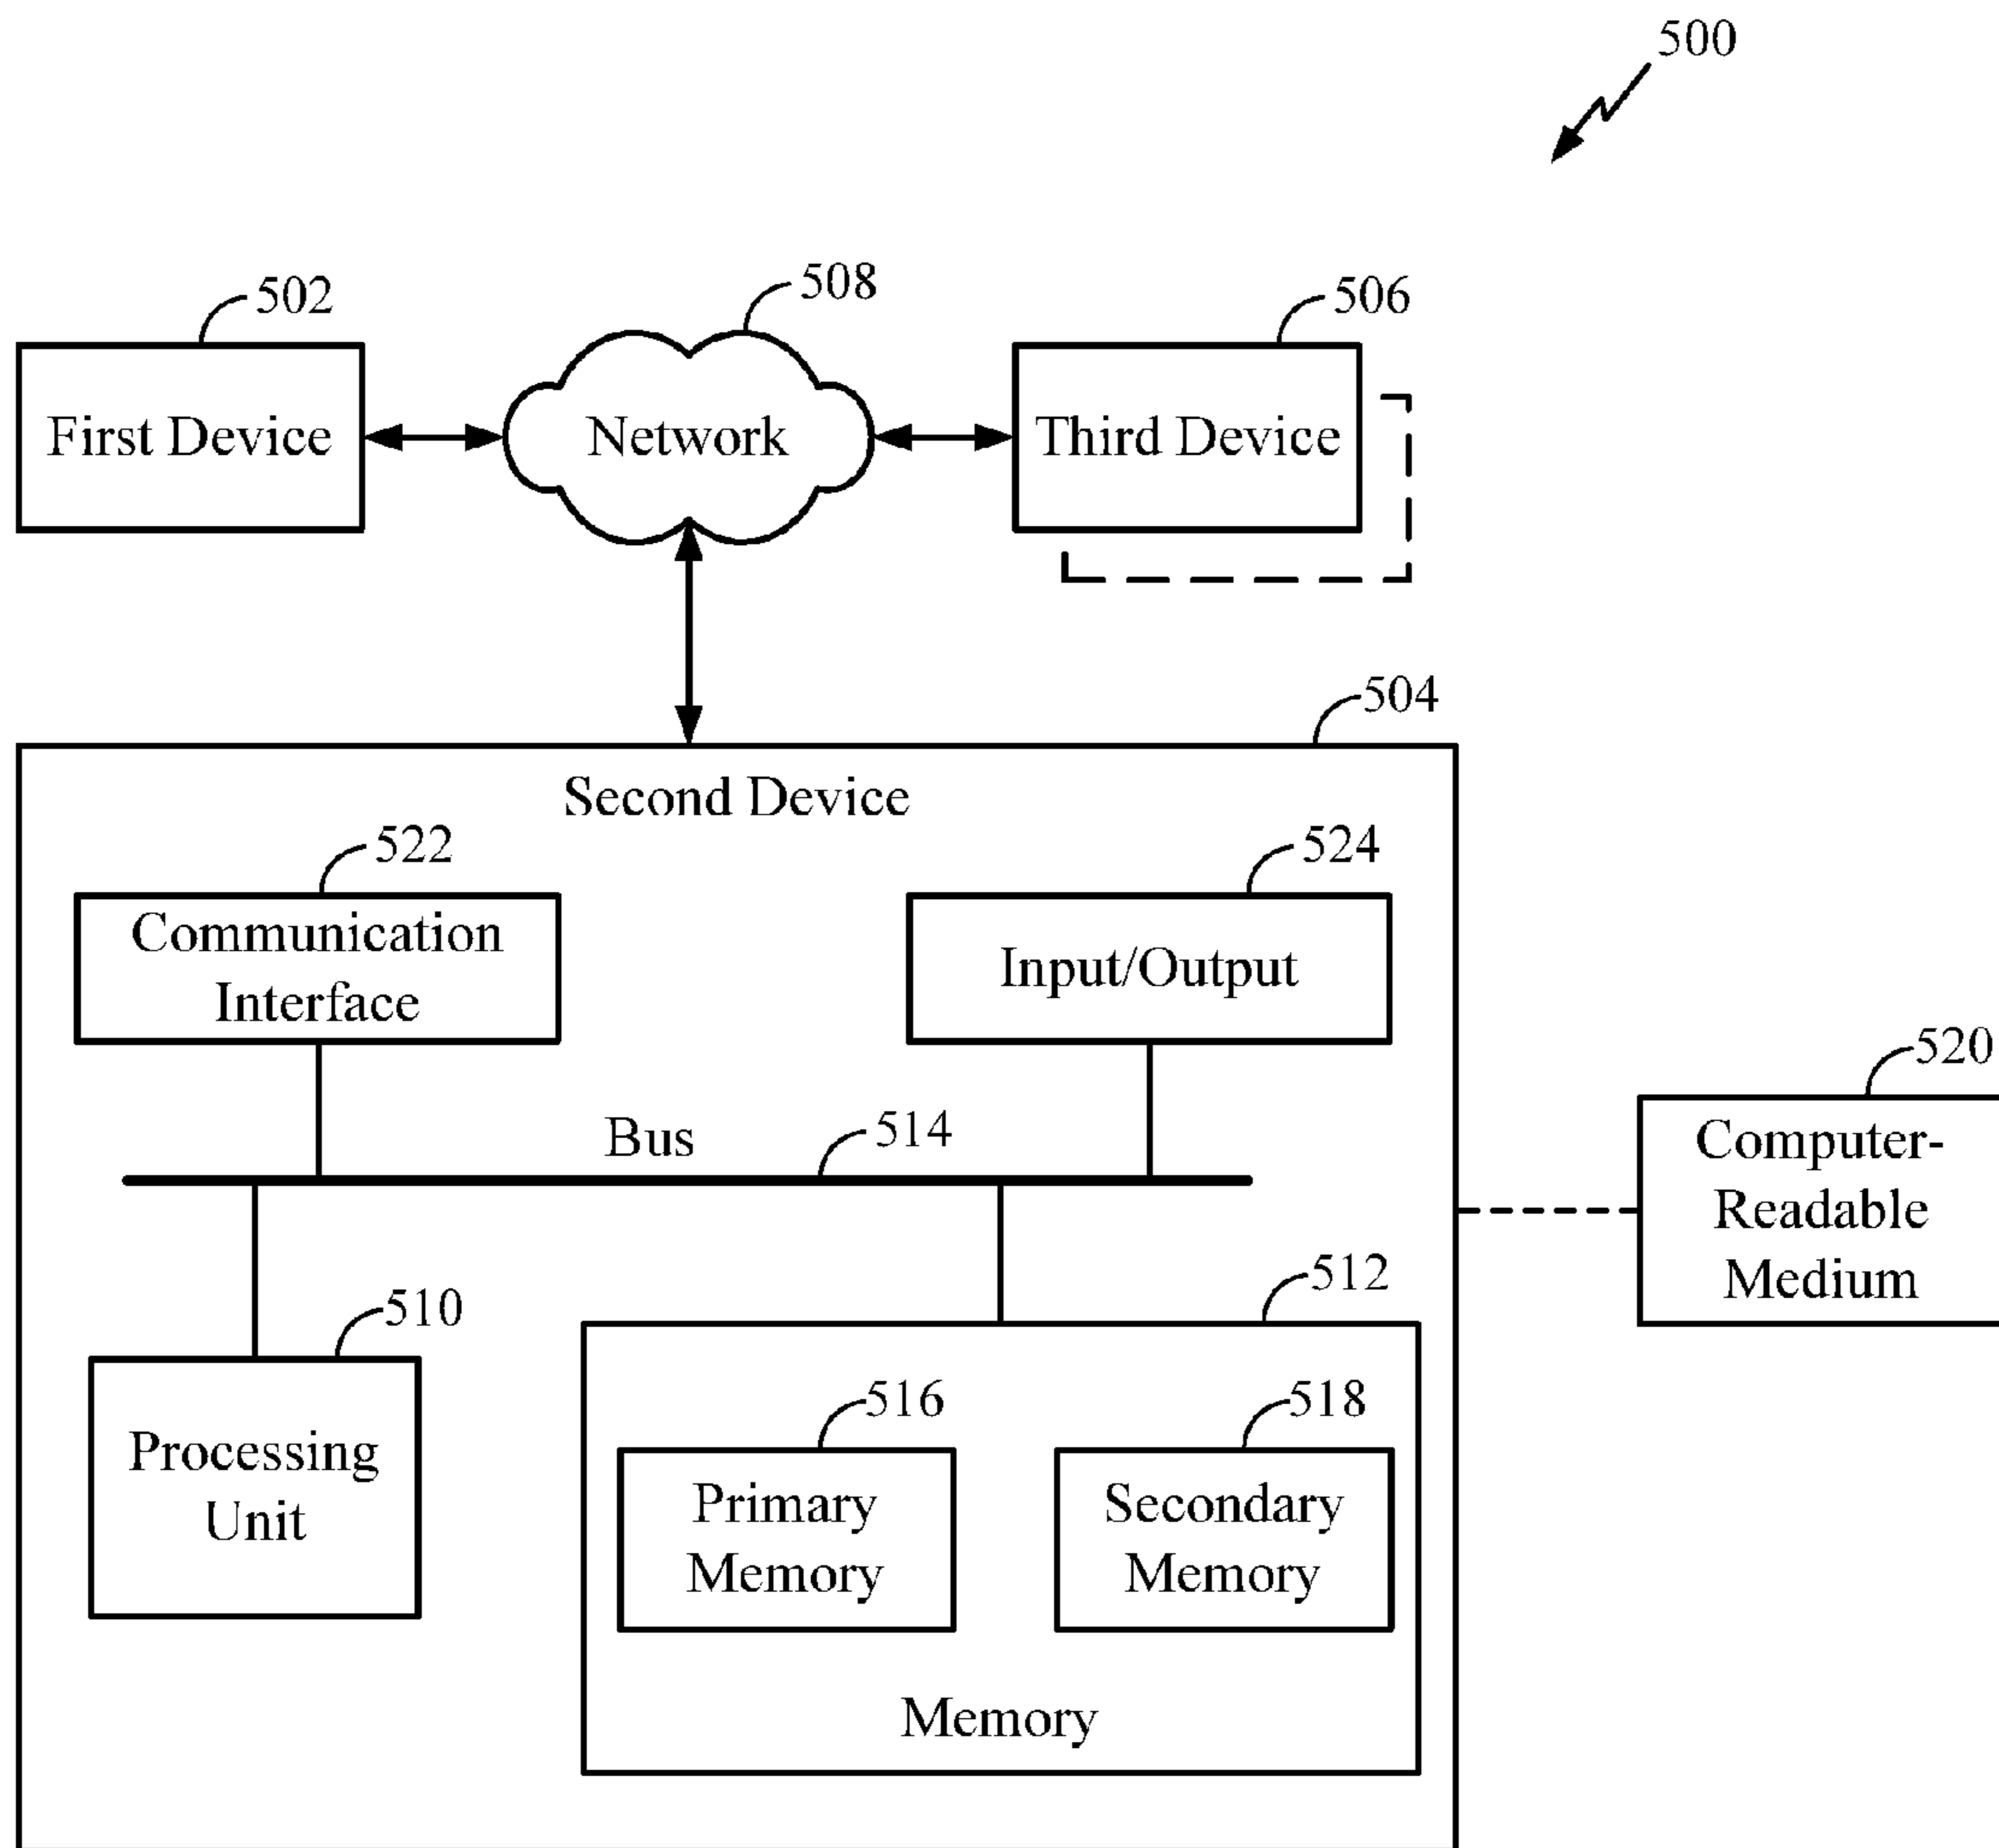 500
502
508
506
First Device
Network
Third Device
504
Second Device
522
524
Communication
Interface
Input/Output
520
Computer-
Readable
Medium
Bus
514
510
512
Processing
Unit
516
518
Primary
Memory
Secondary
Memory
Memory